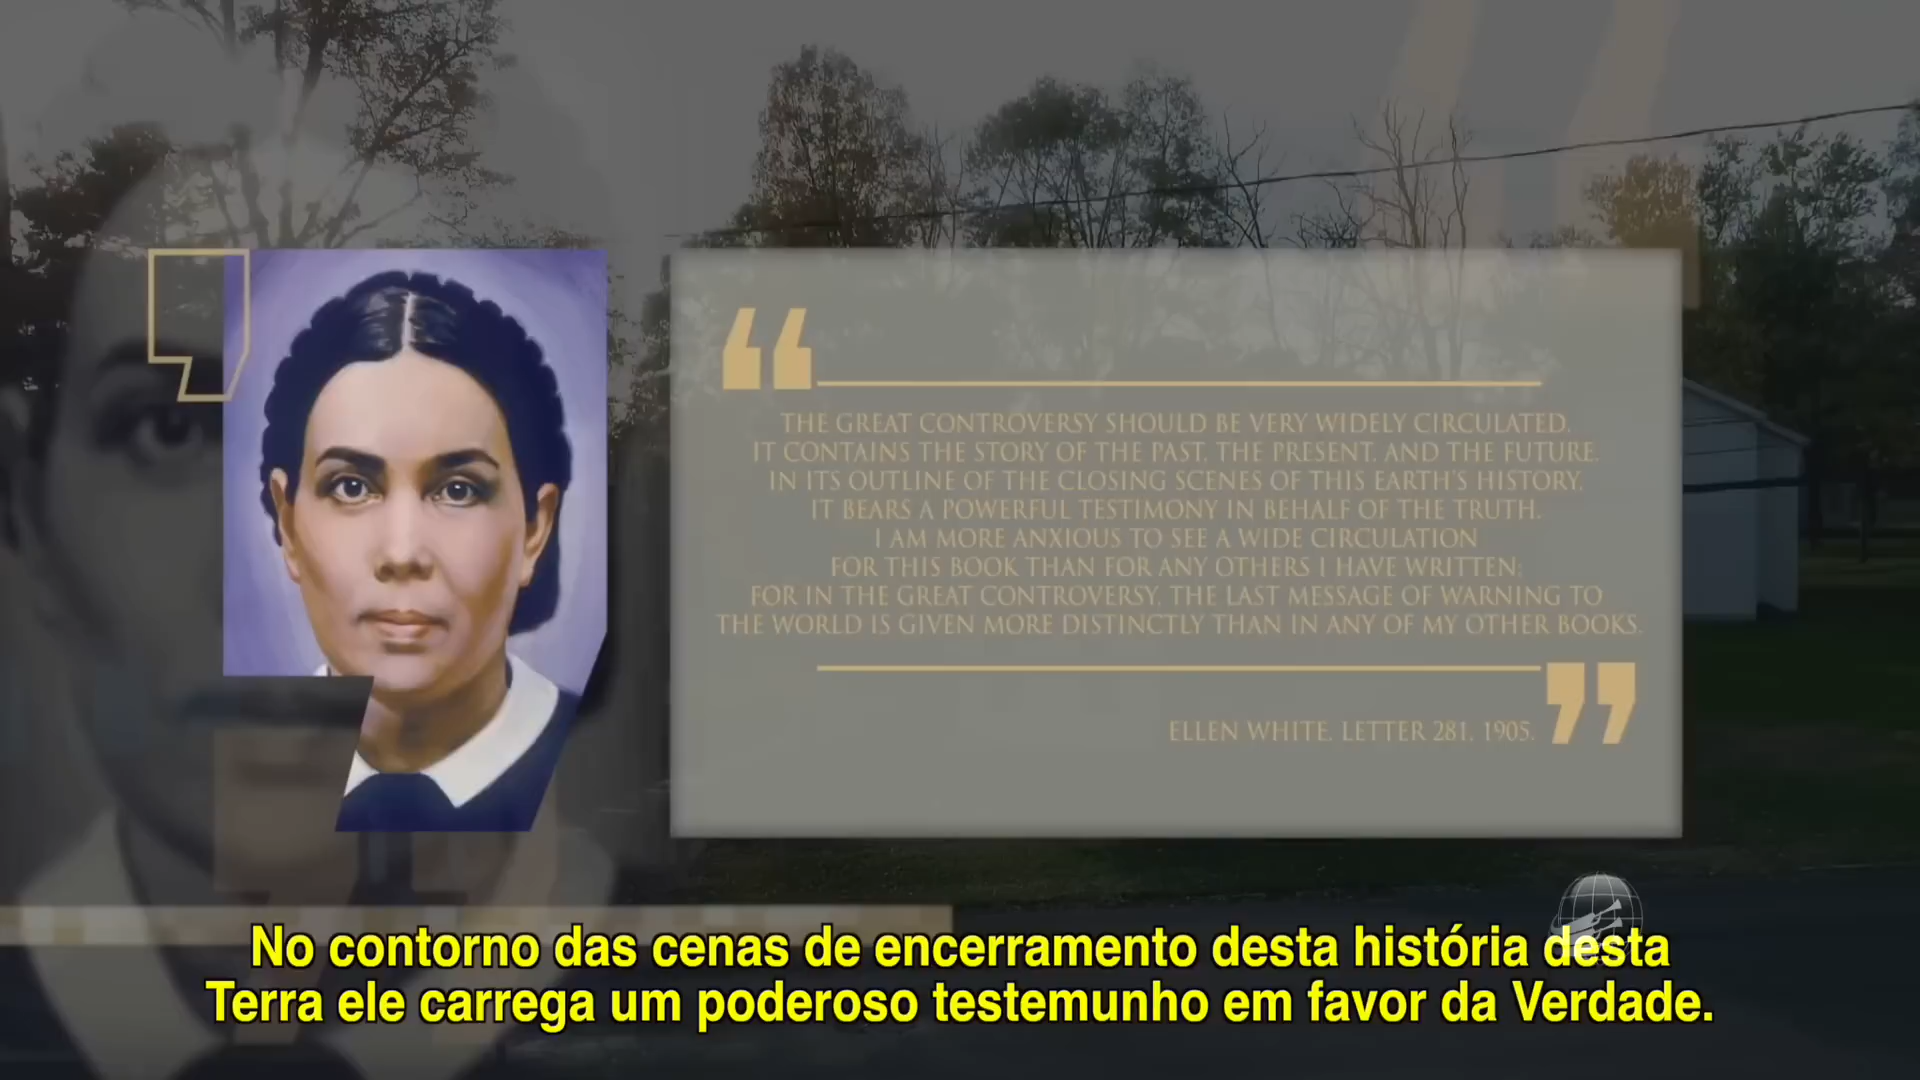 THE GREAT CONTROVERSY SHOULD BE VERY WIDELY CIRCULATED.
IT CONTAINS THE STORY OF THE PAST, THE PRESENT, AND THE FUTURE.
IN ITS OUTLINE OF THE CLOSING SCENES OF THIS EARTH'S HISTORY,
IT BEARS A POWERFUL TESTIMONY IN BEHALF OF THE TRUTH.
I AM MORE ANXIOUS TO SEE A WIDE CIRCULATION
FOR THIS BOOK THAN FOR ANY OTHERS I HAVE WRITTEN;
FOR IN THE GREAT CONTROVERSY, THE LAST MESSAGE OF WARNING TO
THE WORLD IS GIVEN MORE DISTINCTLY THAN IN ANY OF MY OTHER BOOKS.
ELLEN WHITE, LETTER 281, 1905.
No contorno das cenas de encerramento desta história desta
Terra ele carrega um poderoso testemunho em favor da Verdade.